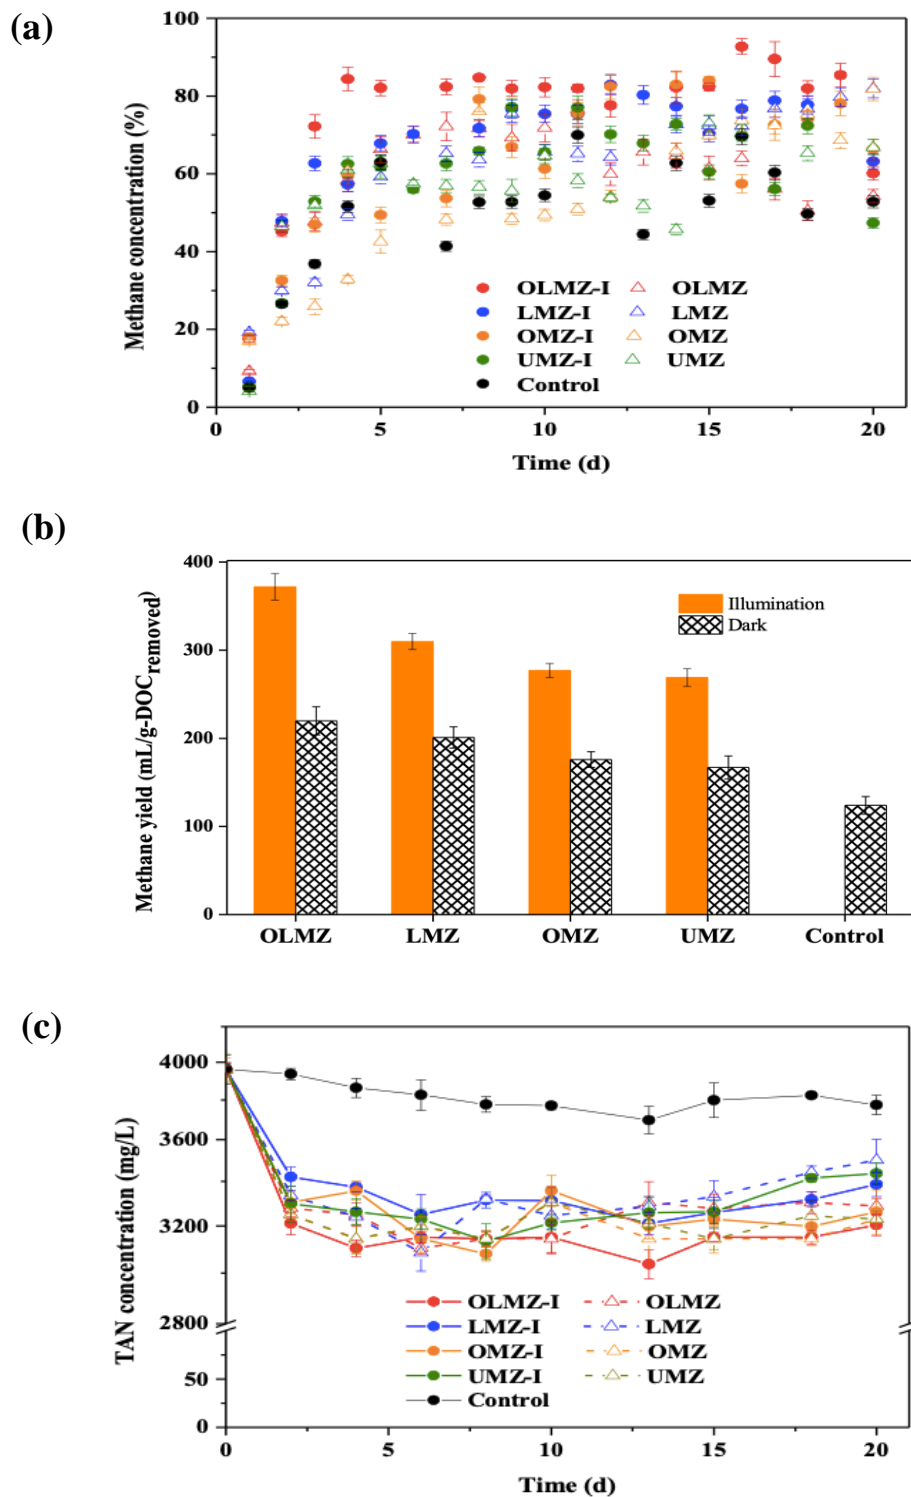 (a)
Methane concentration (%)
100
80
60
40
20
0
OLMZ-I OLMZ
LMZ-I LMZ
OMZ-I OMZ
UMZ-I UMZ
Control
0 5 10 15 20
Time (d)
(b)
Methane yield (mL/g-DOCremoved)
400
300
200
100
0
Illumination
Dark
OLMZ LMZ OMZ UMZ Control
(c)
TAN concentration (mg/L)
4000
3600
3200
2800
50
0
OLMZ-I OLMZ
LMZ-I LMZ
OMZ-I OMZ
UMZ-I UMZ
Control
0 5 10 15 20
Time (d)